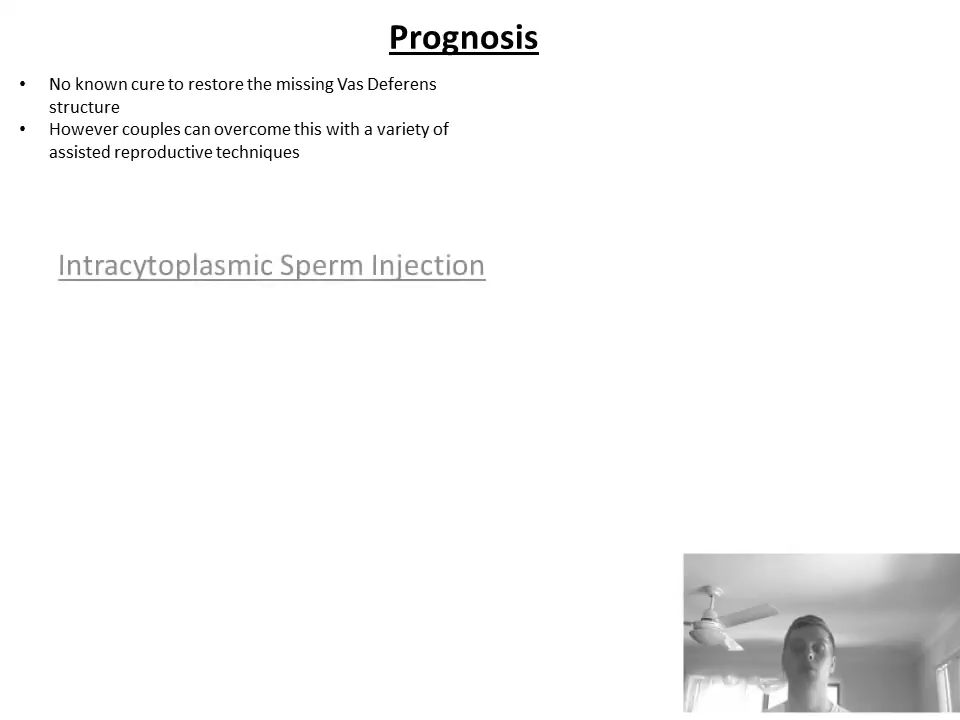 Prognosis
• No known cure to restore the missing Vas Deferens
structure
• However couples can overcome this with a variety of
assisted reproductive techniques
Intracytoplasmic Sperm Injection